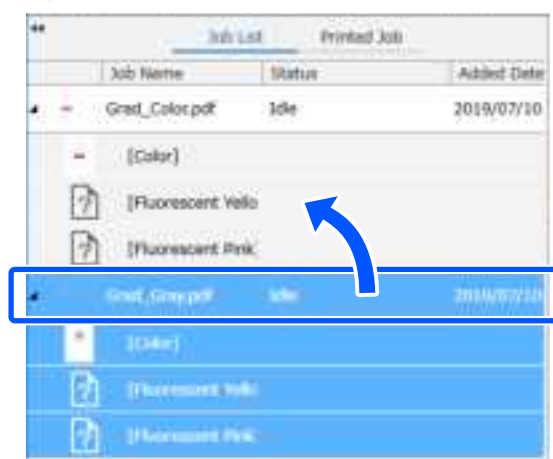 Job List Printed Job
Job Name Status Added Date
Grad_Color.pdf Idle 2019/07/10
[Color]
[Fluorescent Yello
[Fluorescent Pink
Grad_Gray.pdf Idle 2019/07/10
[Color]
[Fluorescent Yello
[Fluorescent Pink